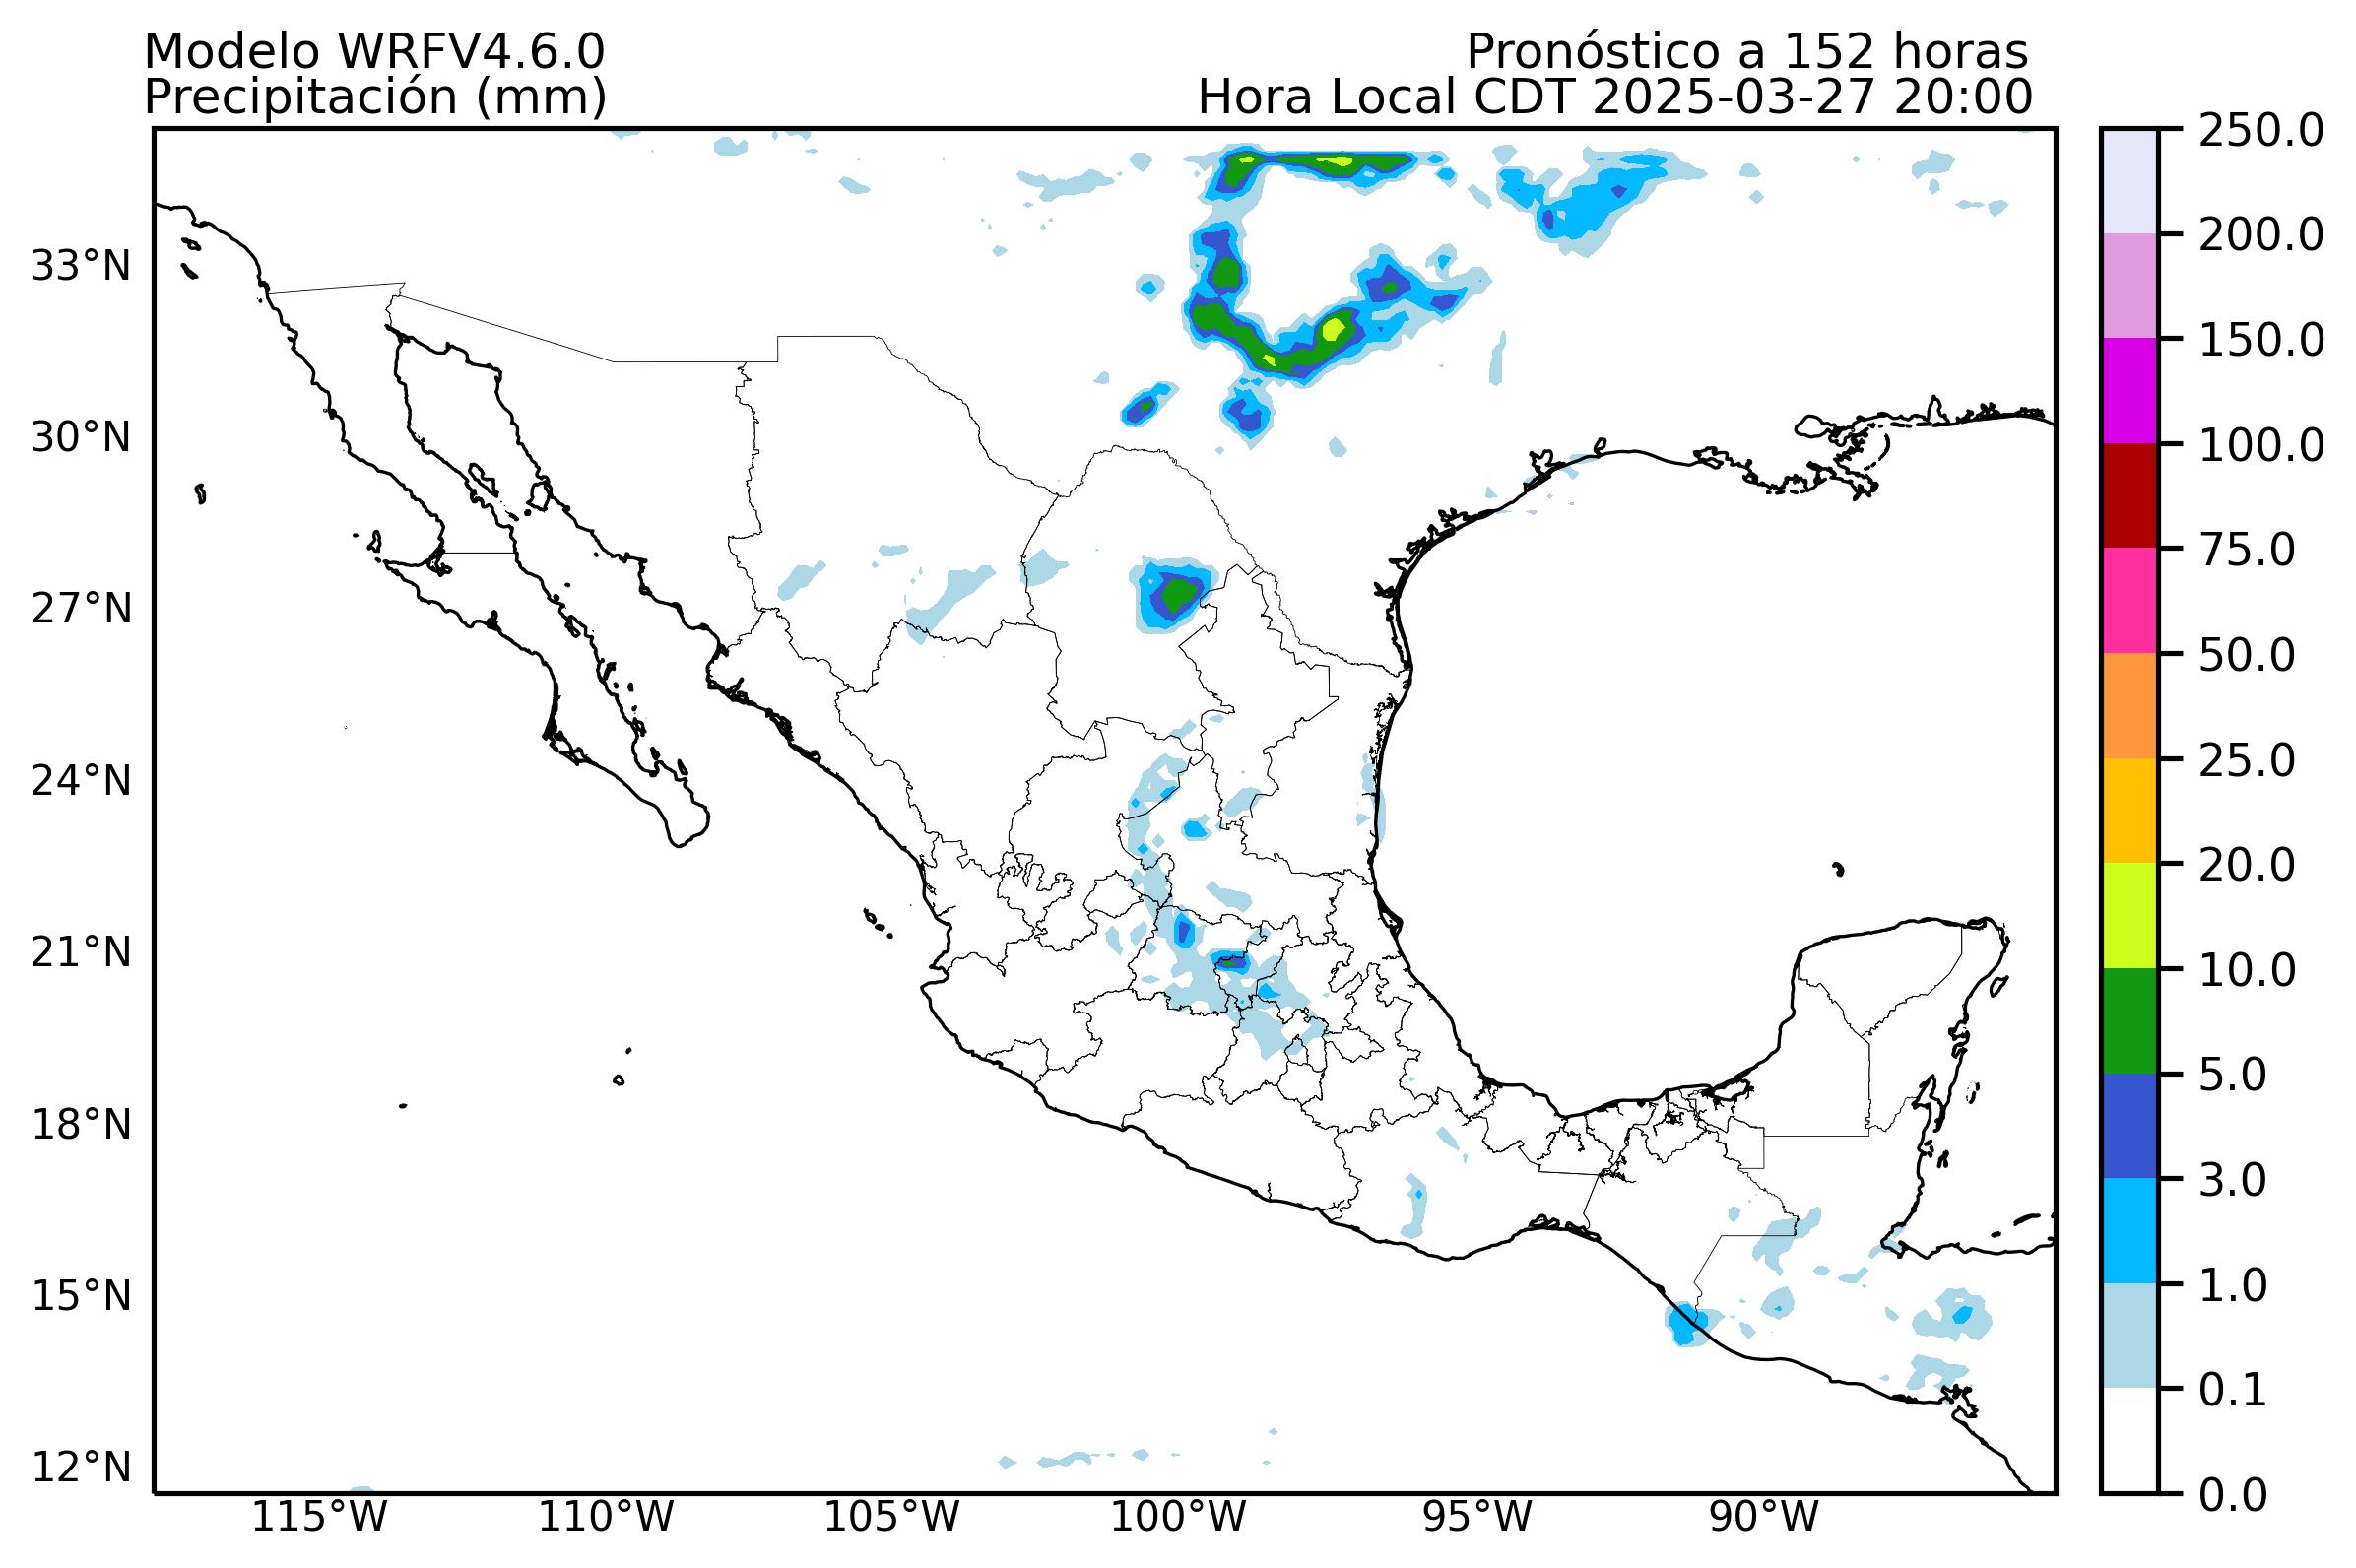 Modelo WRFV4.6.0
Pronóstico a 152 horas
Precipitación (mm)
Hora Local CDT 2025-03-27 20:00
250.0
200.0
150.0
100.0
75.0
50.0
25.0
20.0
10.0
5.0
3.0
1.0
0.1
0.0
33°N
30°N
27°N
24°N
21°N
18°N
15°N
12°N
115°W
110°W
105°W
100°W
95°W
90°W